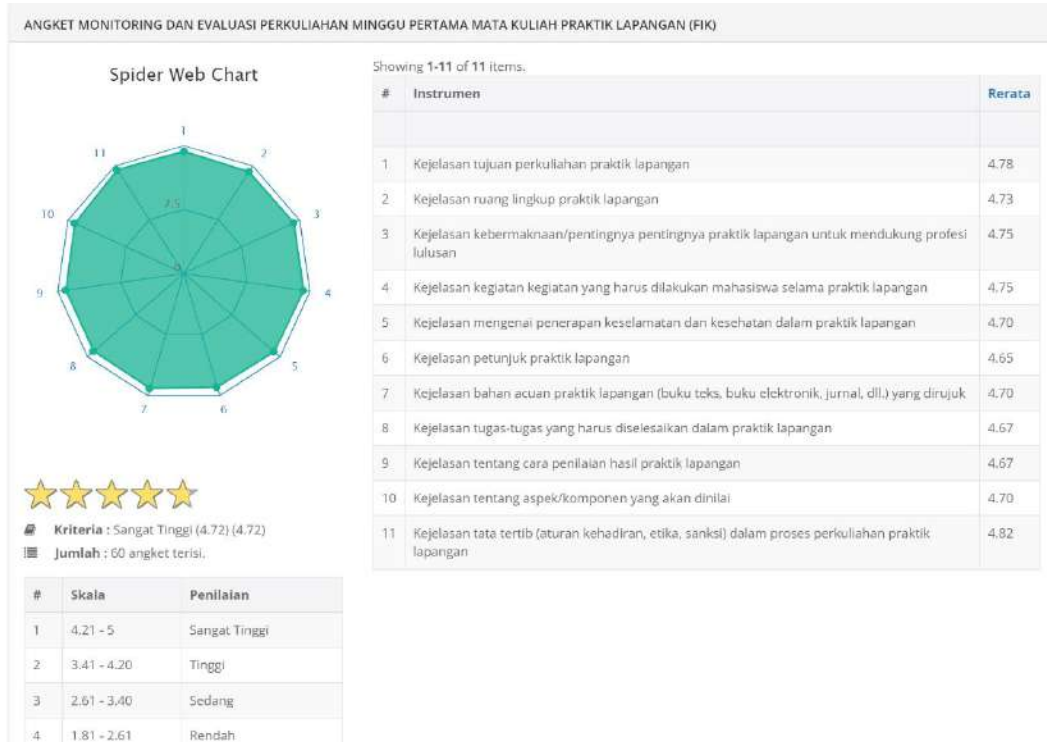 ANGKET MONITORING DAN EVALUASI PERKULIAHAN MINGGU PERTAMA MATA KULIAH PRAKTIK LAPANGAN (FIK)
Spider Web Chart
1
2
3
4
5
6
7
8
9
10
11
2.5
0
Kriteria : Sangat Tinggi (4.72) (4.72)
Jumlah : 60 angket terisi.
# Skala Penilaian
1 4.21 - 5 Sangat Tinggi
2 3.41 - 4.20 Tinggi
3 2.61 - 3.40 Sedang
4 1.81 - 2.61 Rendah
Showing 1-11 of 11 items.
# Instrumen Rerata
1 Kejelasan tujuan perkuliahan praktik lapangan 4.78
2 Kejelasan ruang lingkup praktik lapangan 4.73
3 Kejelasan kebermaknaan/pentingnya pentingnya praktik lapangan untuk mendukung profesi 4.75
lulusan
4 Kejelasan kegiatan kegiatan yang harus dilakukan mahasiswa selama praktik lapangan 4.75
5 Kejelasan mengenai penerapan keselamatan dan kesehatan dalam praktik lapangan 4.70
6 Kejelasan petunjuk praktik lapangan 4.65
7 Kejelasan bahan acuan praktik lapangan (buku teks, buku elektronik, jurnal, dll.) yang dirujuk 4.70
8 Kejelasan tugas-tugas yang harus diselesaikan dalam praktik lapangan 4.67
9 Kejelasan tentang cara penilaian hasil praktik lapangan 4.67
10 Kejelasan tentang aspek/komponen yang akan dinilai 4.70
11 Kejelasan tata tertib (aturan kehadiran, etika, sanksi) dalam proses perkuliahan praktik 4.82
lapangan